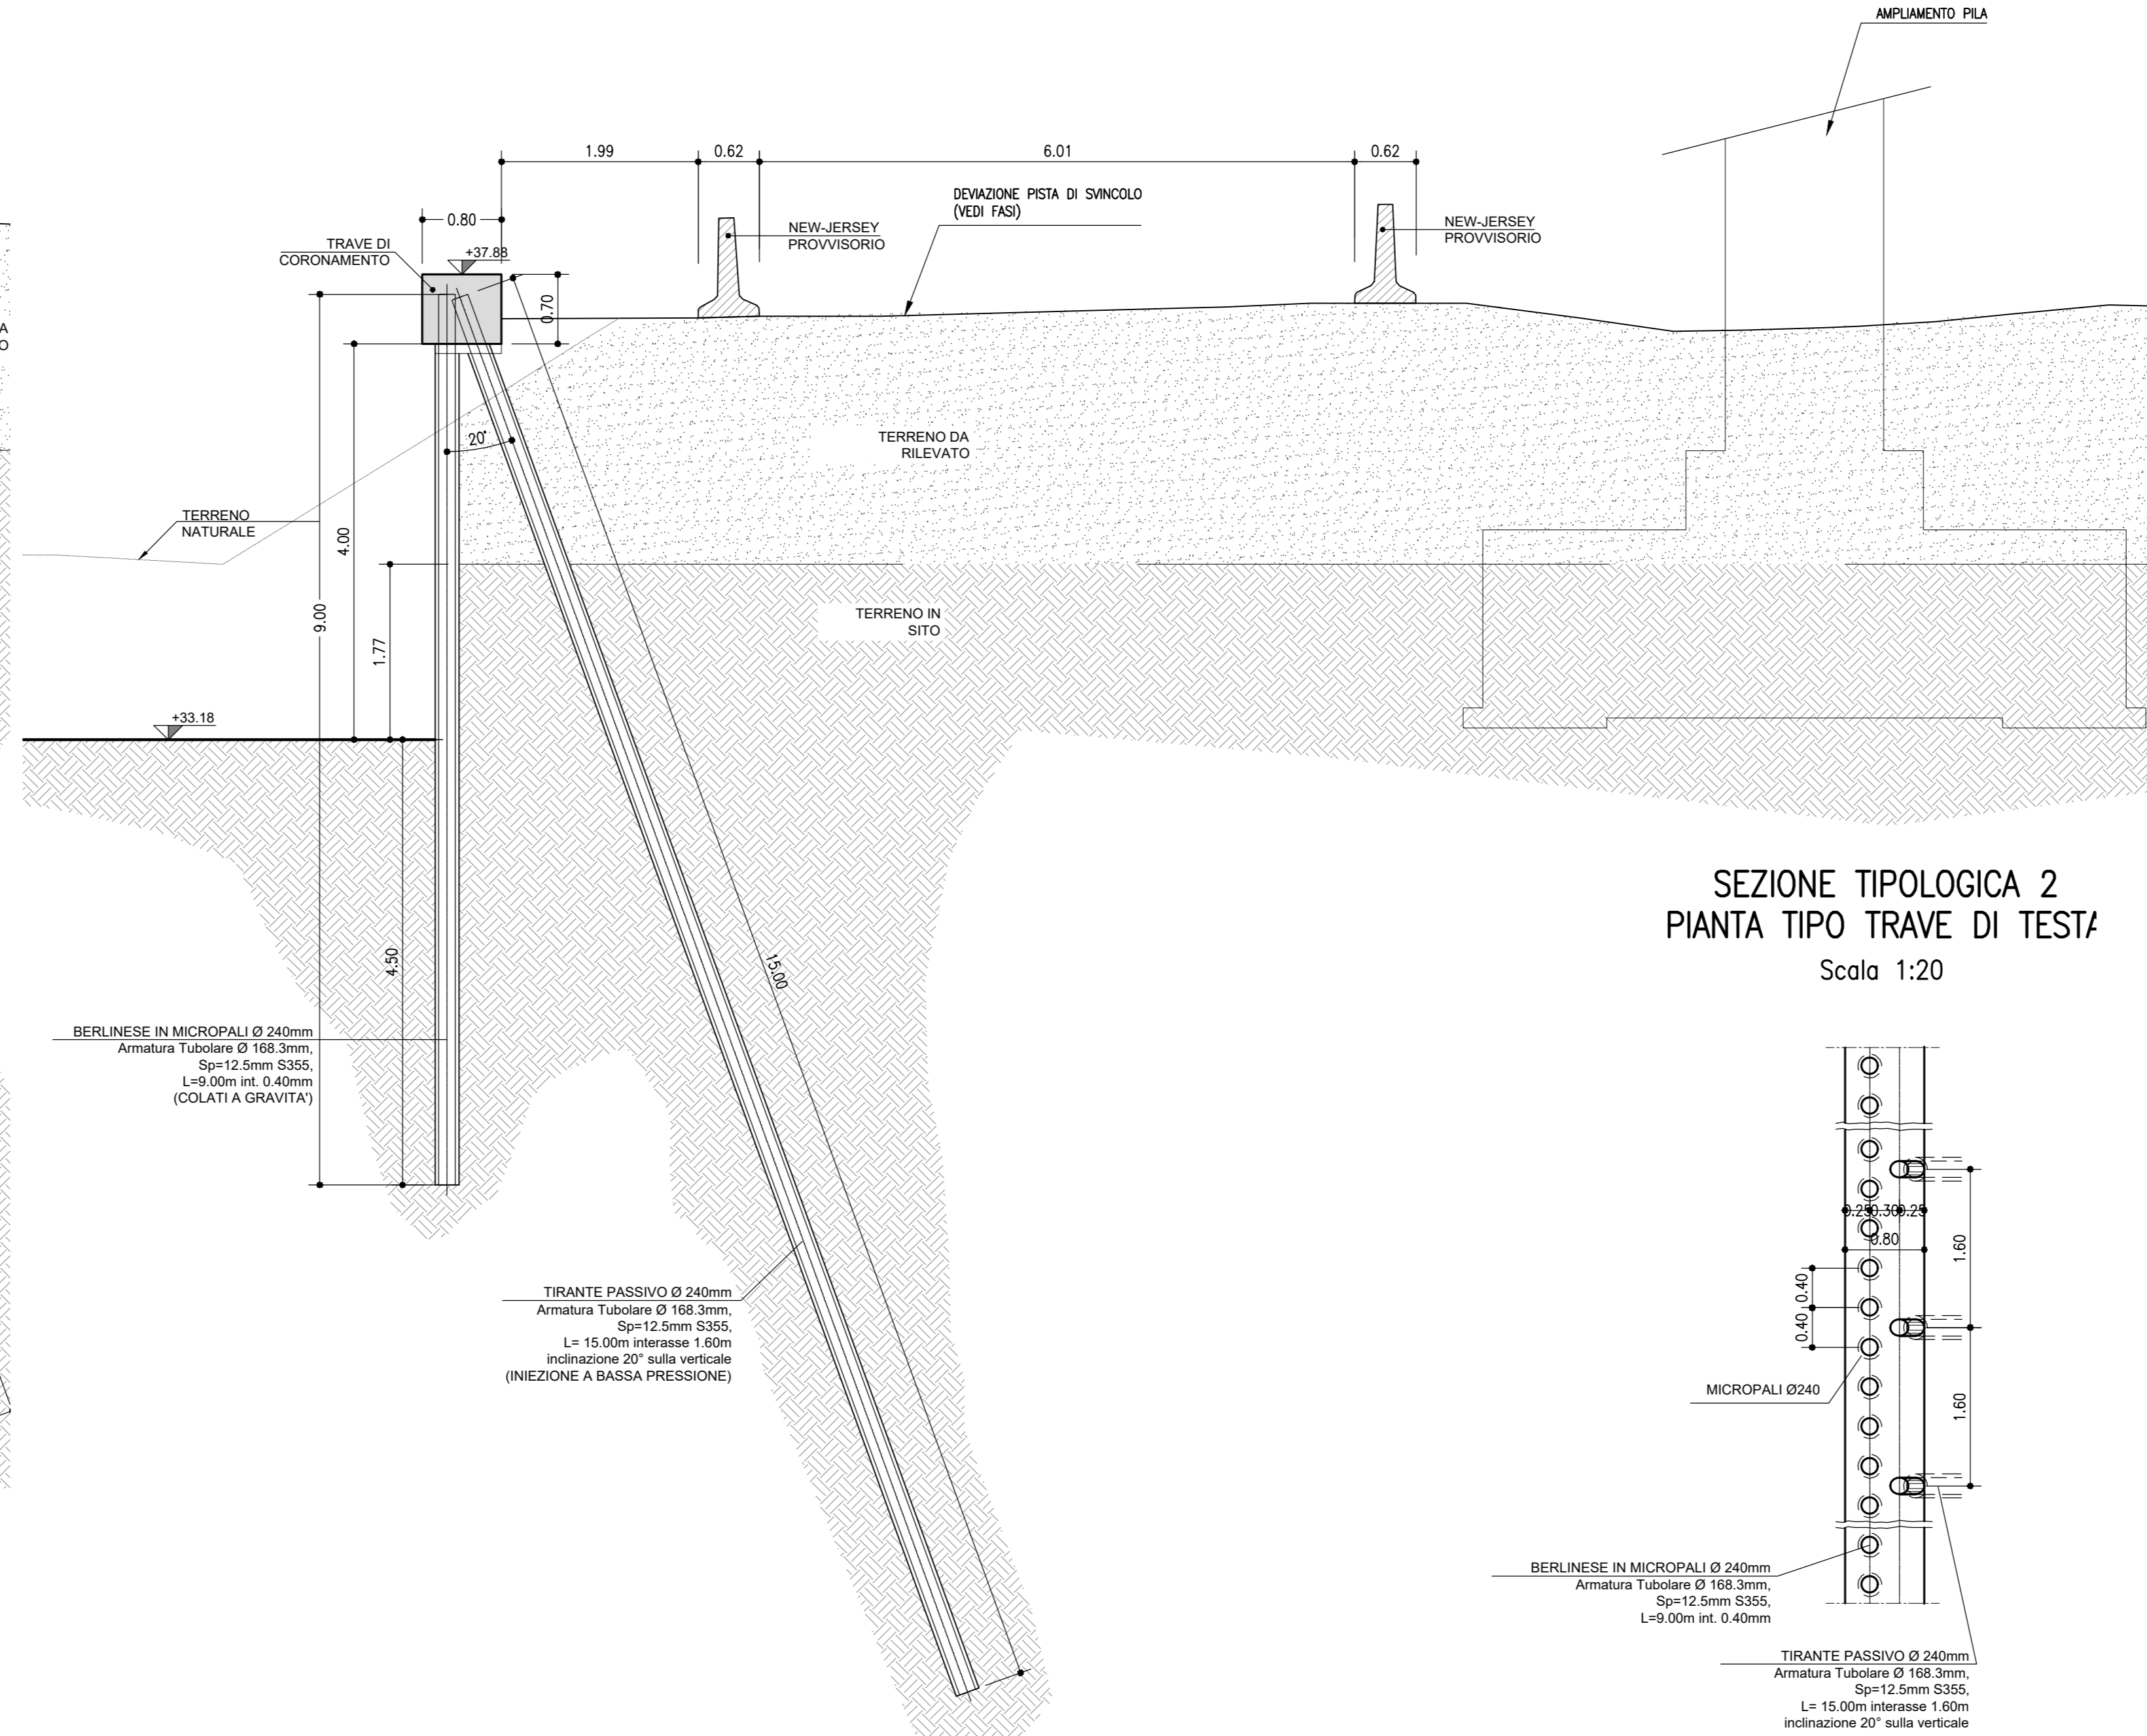 AMPLIAMENTO PILA
1.99
0.62
6.01
0.62
DEVIAZIONE PISTA DI SVINCOLO
(VEDI FASI)
0.80
NEW-JERSEY
PROVVISORIO
NEW-JERSEY
PROVVISORIO
TRAVE DI
CORONAMENTO
+37.88
0.70
A
O
20°
TERRENO DA
RILEVATO
TERRENO
NATURALE
4.00
9.00
1.77
TERRENO IN
SITO
+33.18
SEZIONE TIPOLOGICA 2
PIANTA TIPO TRAVE DI TESTA
Scala 1:20
4.50
15.00
BERLINESE IN MICROPALI Ø 240mm
Armatura Tubolare Ø 168.3mm,
Sp=12.5mm S355,
L=9.00m int. 0.40mm
(COLATI A GRAVITA')
TIRANTE PASSIVO Ø 240mm
Armatura Tubolare Ø 168.3mm,
Sp=12.5mm S355,
L= 15.00m interasse 1.60m
inclinazione 20° sulla verticale
(INIEZIONE A BASSA PRESSIONE)
0.25 0.30 0.25
0.80
1.60
0.40
0.40
1.60
MICROPALI Ø240
BERLINESE IN MICROPALI Ø 240mm
Armatura Tubolare Ø 168.3mm,
Sp=12.5mm S355,
L=9.00m int. 0.40mm
TIRANTE PASSIVO Ø 240mm
Armatura Tubolare Ø 168.3mm,
Sp=12.5mm S355,
L= 15.00m interasse 1.60m
inclinazione 20° sulla verticale